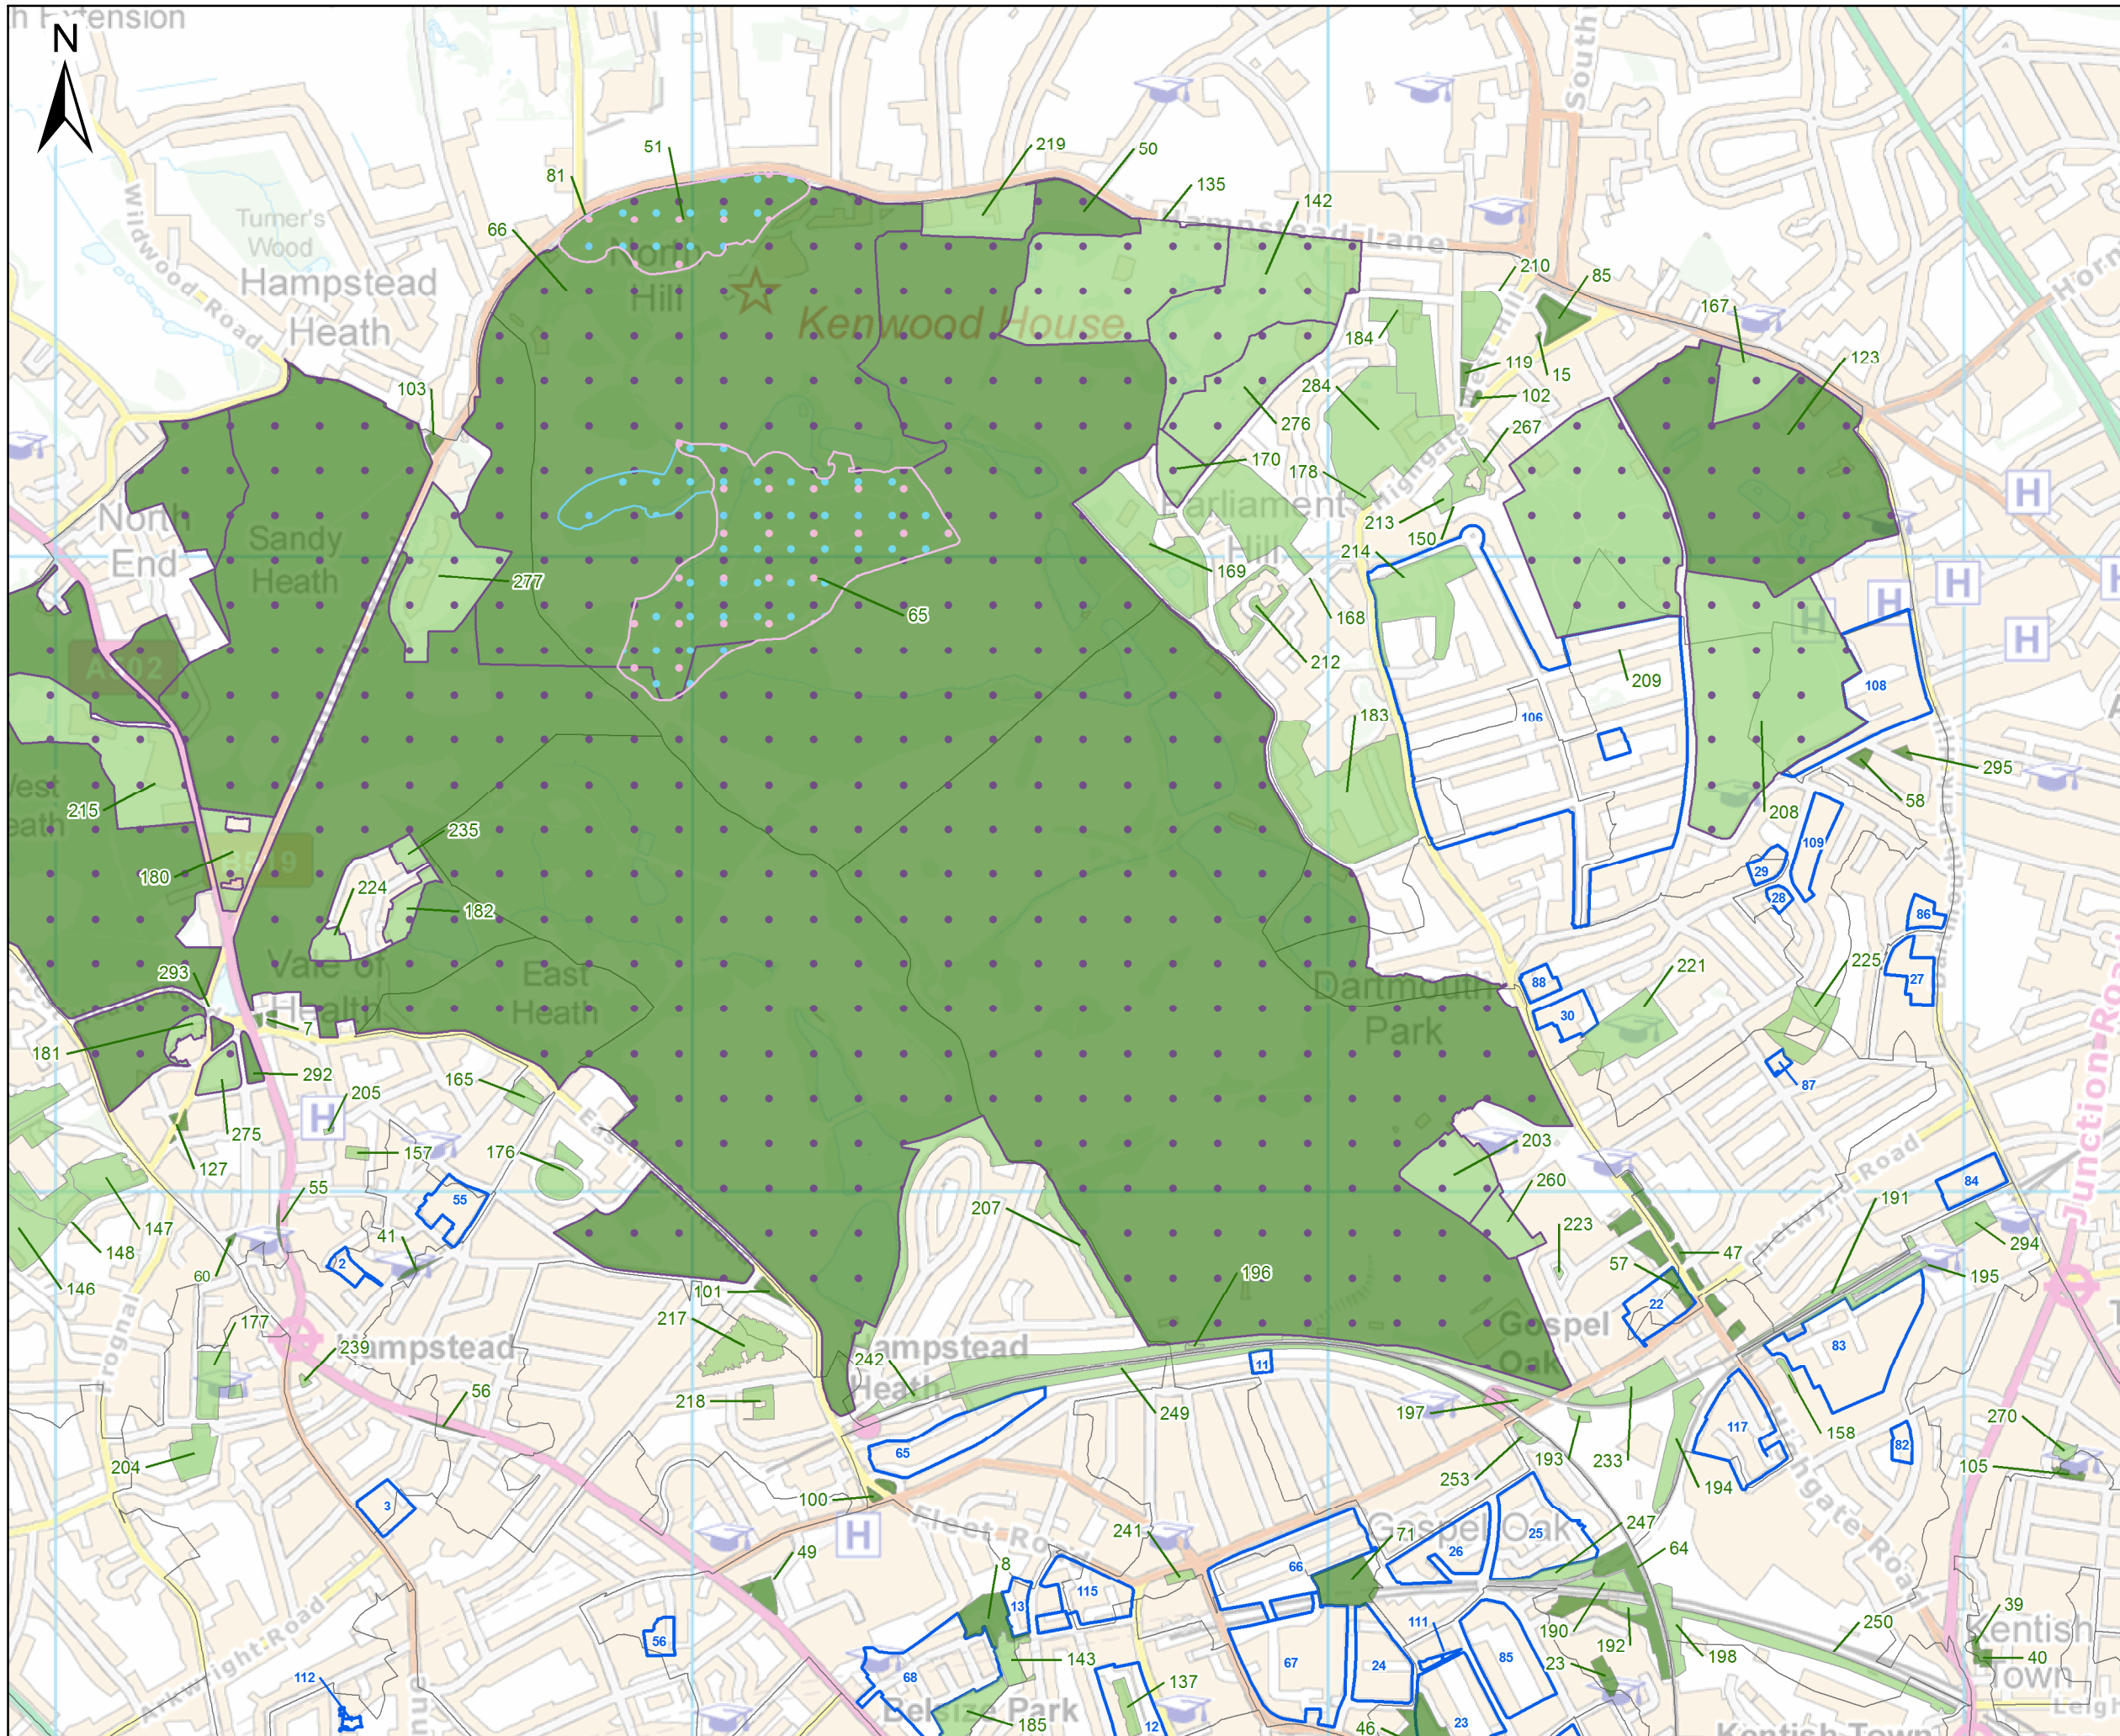 h Extension
N
South
Wildwood Road
Turner's
Wood
Hampstead
Heath
North
Hill
Kenwood House
Hampstead Lane
81
51
219
50
135
142
66
210
85
167
184
119
15
102
123
284
267
276
103
170
178
Highgate
West Hill
213
150
214
Parliament
Hill
North
End
Sandy
Heath
277
65
169
168
212
209
106
108
183
215
180
235
224
182
208
58
295
29
28
109
86
27
293
7
Vale of
Health
East
Heath
Dartmouth
Park
88
30
221
225
87
181
292
275
205
165
127
157
176
55
55
147
148
146
41
2
60
203
260
207
223
47
57
22
191
84
294
195
83
Chetwynd Road
Junction Road
101
217
196
Gospel
Oak
Hampstead
177
239
Frognal
242
Hampstead
Heath
11
218
56
249
197
117
158
82
270
105
65
204
193
253
233
194
3
100
Fleet Road
241
49
8
13
115
66
71
Gospel Oak
26
25
247
64
Highgate Road
Arkwright Road
56
68
143
67
24
111
85
190
192
23
198
250
39
Kentish
Town
40
112
Belsize Park
137
12
185
46
23
Kentish Town
Leigh
H
H
H
H
H
H
H
A502
B519